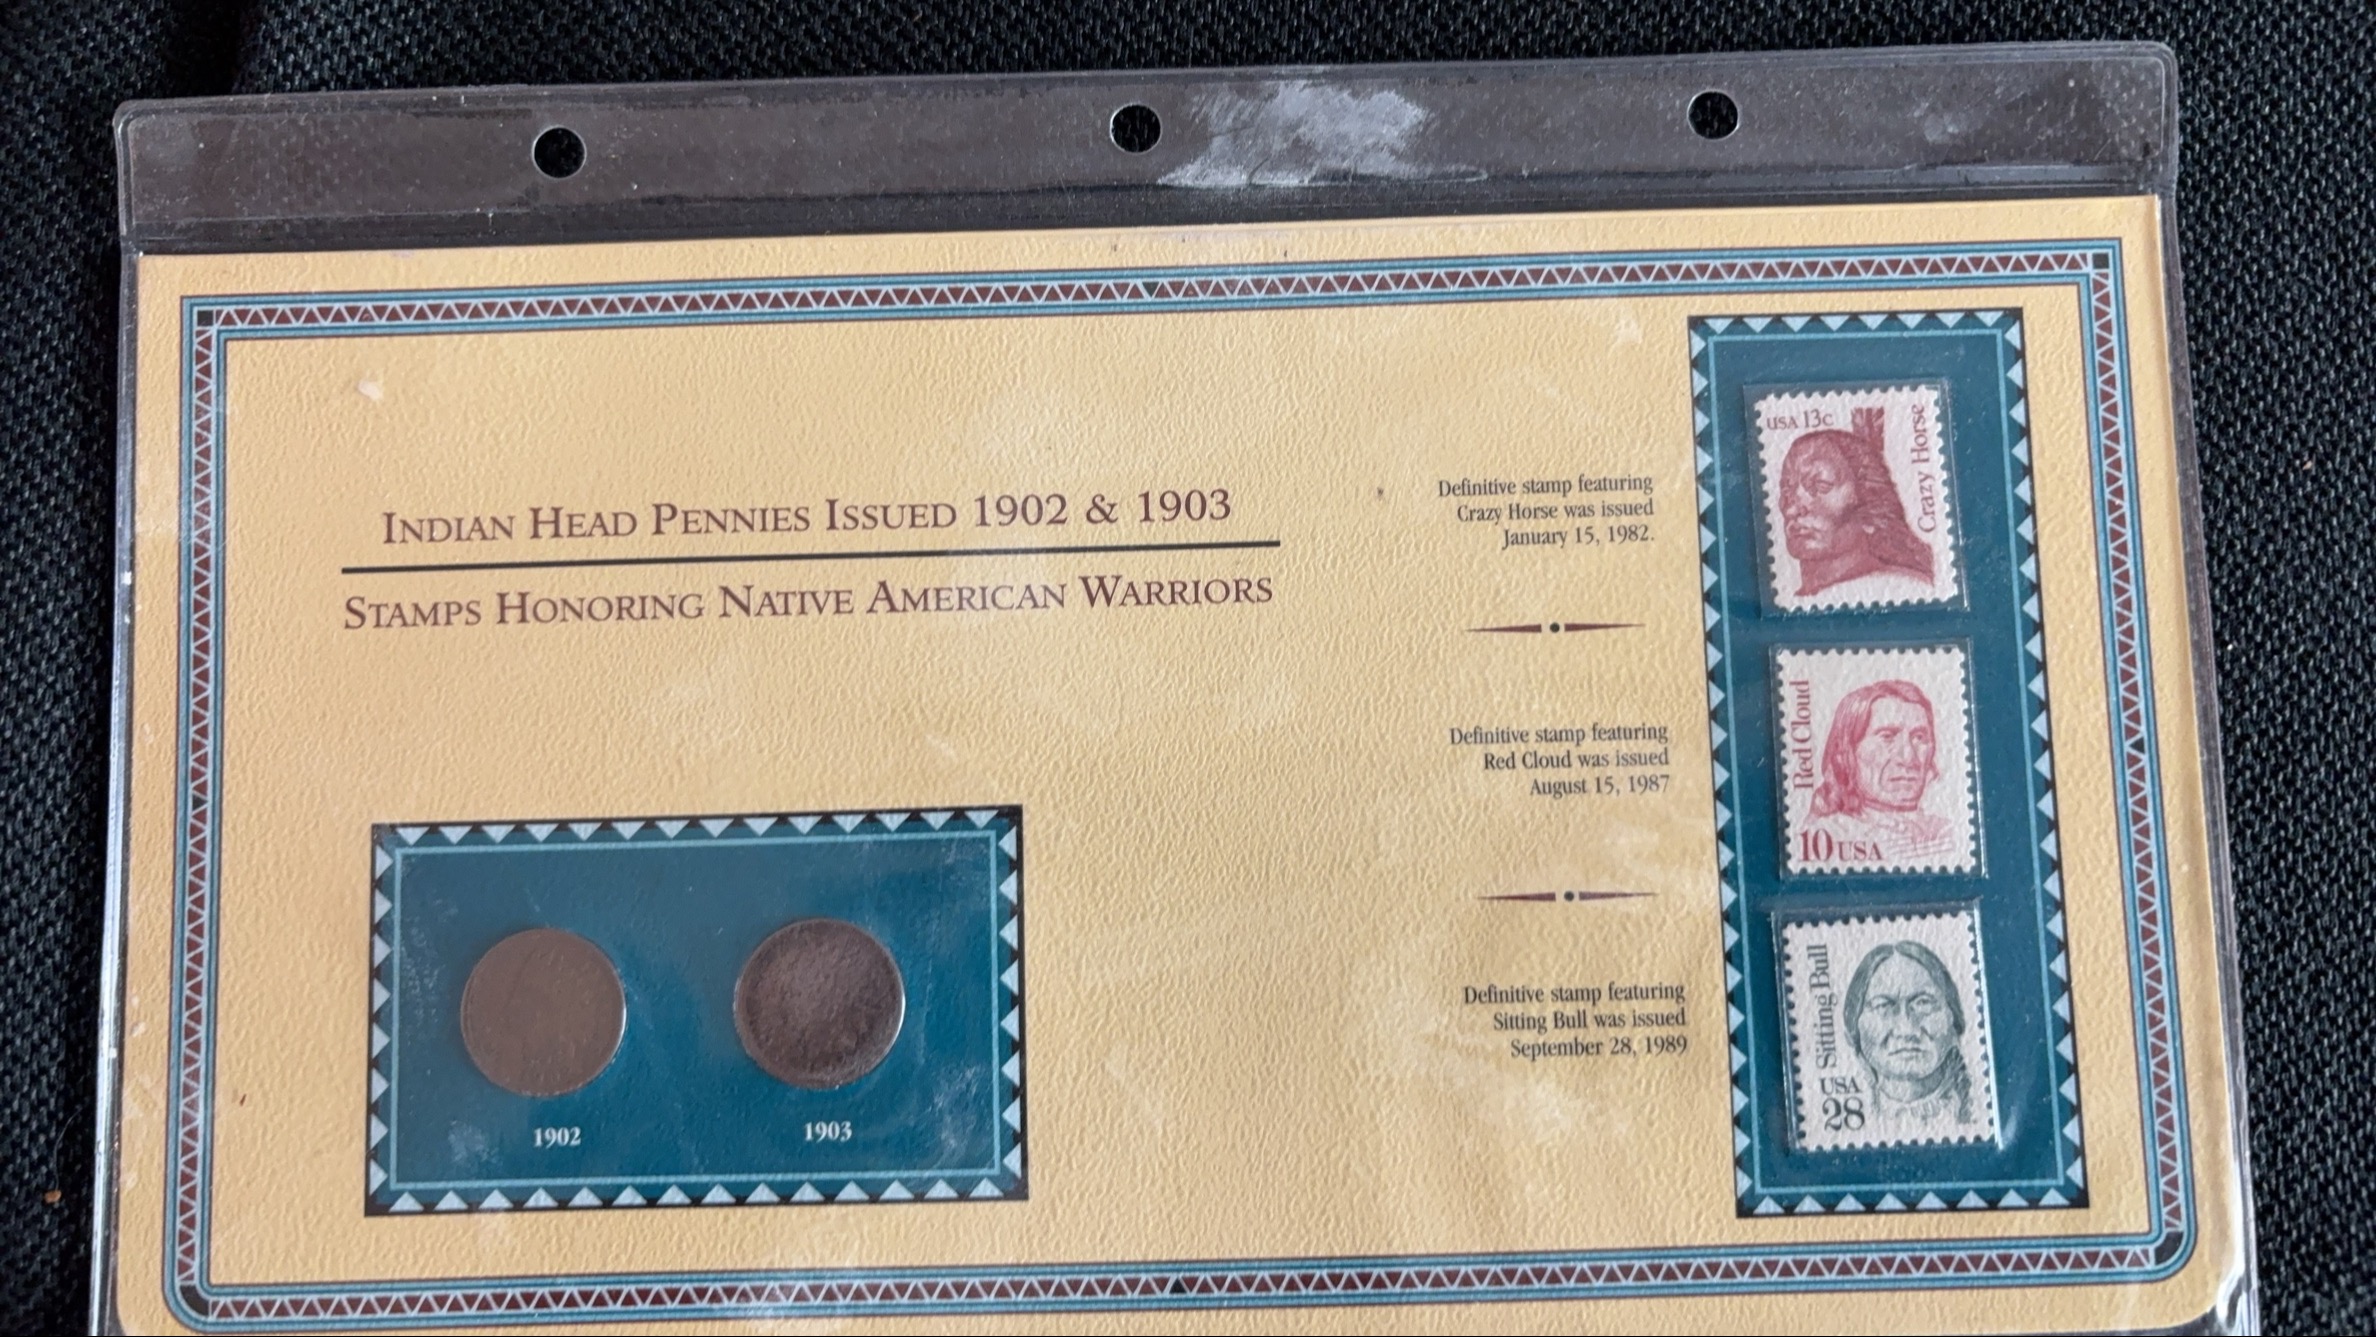 INDIAN HEAD PENNIES ISSUED 1902 & 1903
STAMPS HONORING NATIVE AMERICAN WARRIORS
1902
1903
Definitive stamp featuring
Crazy Horse was issued
January 15, 1982.
Definitive stamp featuring
Red Cloud was issued
August 15, 1987
Definitive stamp featuring
Sitting Bull was issued
September 28, 1989
USA 13c
Crazy Horse
Red Cloud
10 USA
Sitting Bull
USA
28